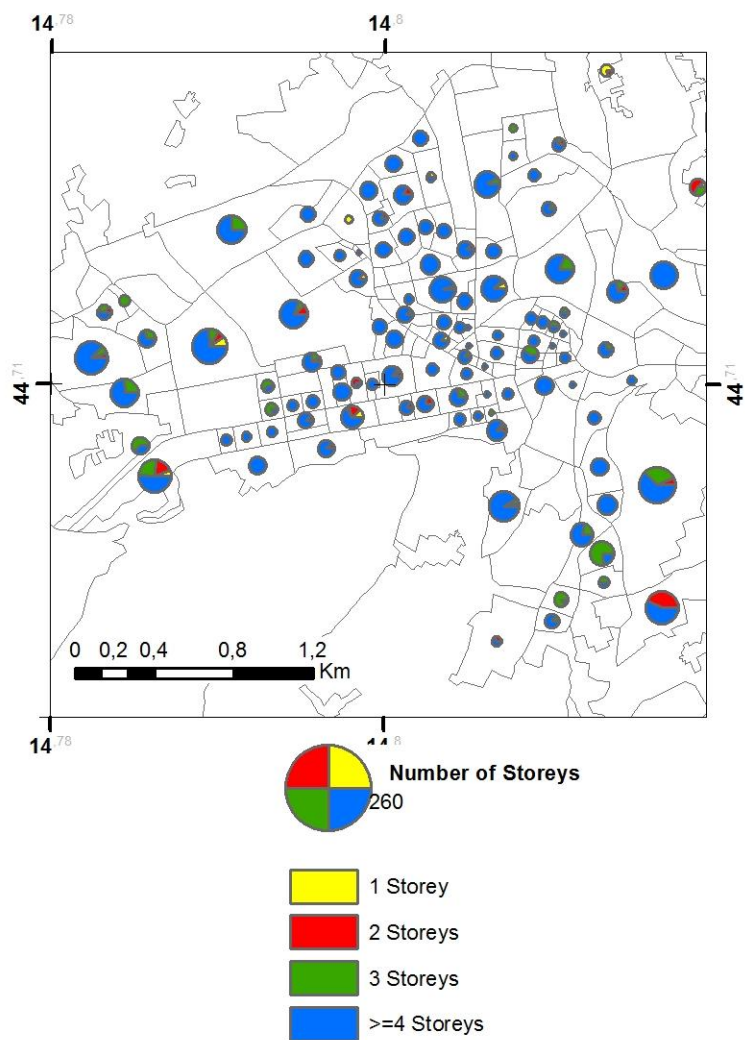 14,78 14,8
44,71 44,71
0 0,2 0,4 0,8 1,2
Km
14,78 14,8
Number of Storeys
260
1 Storey
2 Storeys
3 Storeys
>=4 Storeys